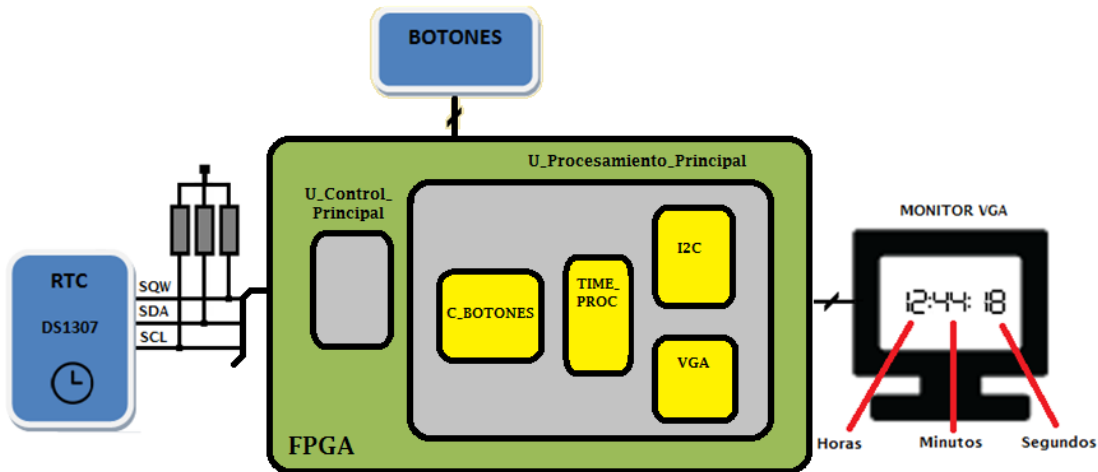 BOTONES
U_Procesamiento_Principal
U_Control_
Principal
MONITOR VGA
I2C
RTC
DS1307
SQW
SDA
SCL
C_BOTONES
TIME_
PROC
VGA
12:44: 18
FPGA
Horas
Minutos
Segundos